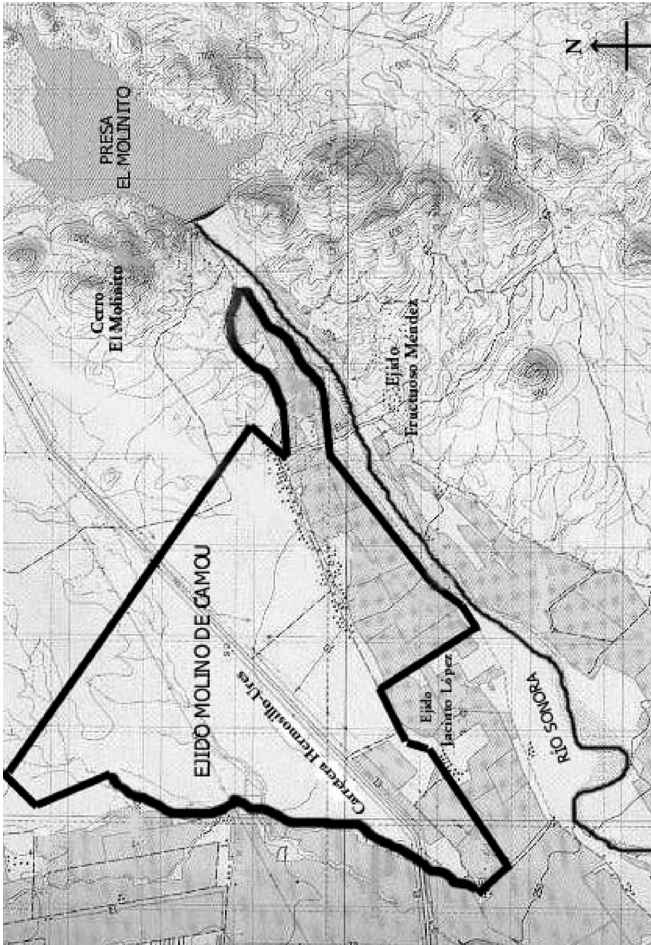 N
PRESA
EL MOLINITO
Cerro
El Molinito
Ejido
Fructuoso Méndez
EJIDO MOLINO DE CAMOU
Carretera Hermosillo-Ures
Ejido
Jacinto López
RÍO SONORA